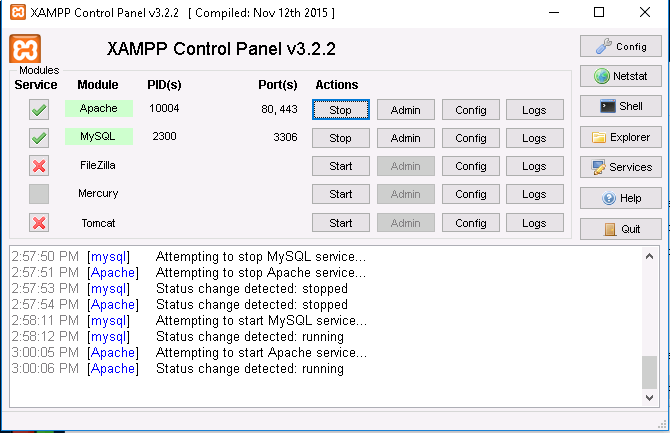 XAMPP Control Panel v3.2.2 [ Compiled: Nov 12th 2015 ]
XAMPP Control Panel v3.2.2
Config
Modules
Service Module PID(s) Port(s) Actions
Netstat
Apache 10004 80, 443 Stop Admin Config Logs
Shell
MySQL 2300 3306 Stop Admin Config Logs
Explorer
FileZilla Start Admin Config Logs
Services
Mercury Start Admin Config Logs
Help
Tomcat Start Admin Config Logs
Quit
2:57:50 PM [mysql] Attempting to stop MySQL service...
2:57:51 PM [Apache] Attempting to stop Apache service...
2:57:53 PM [mysql] Status change detected: stopped
2:57:54 PM [Apache] Status change detected: stopped
2:58:11 PM [mysql] Attempting to start MySQL service...
2:58:12 PM [mysql] Status change detected: running
3:00:05 PM [Apache] Attempting to start Apache service...
3:00:06 PM [Apache] Status change detected: running